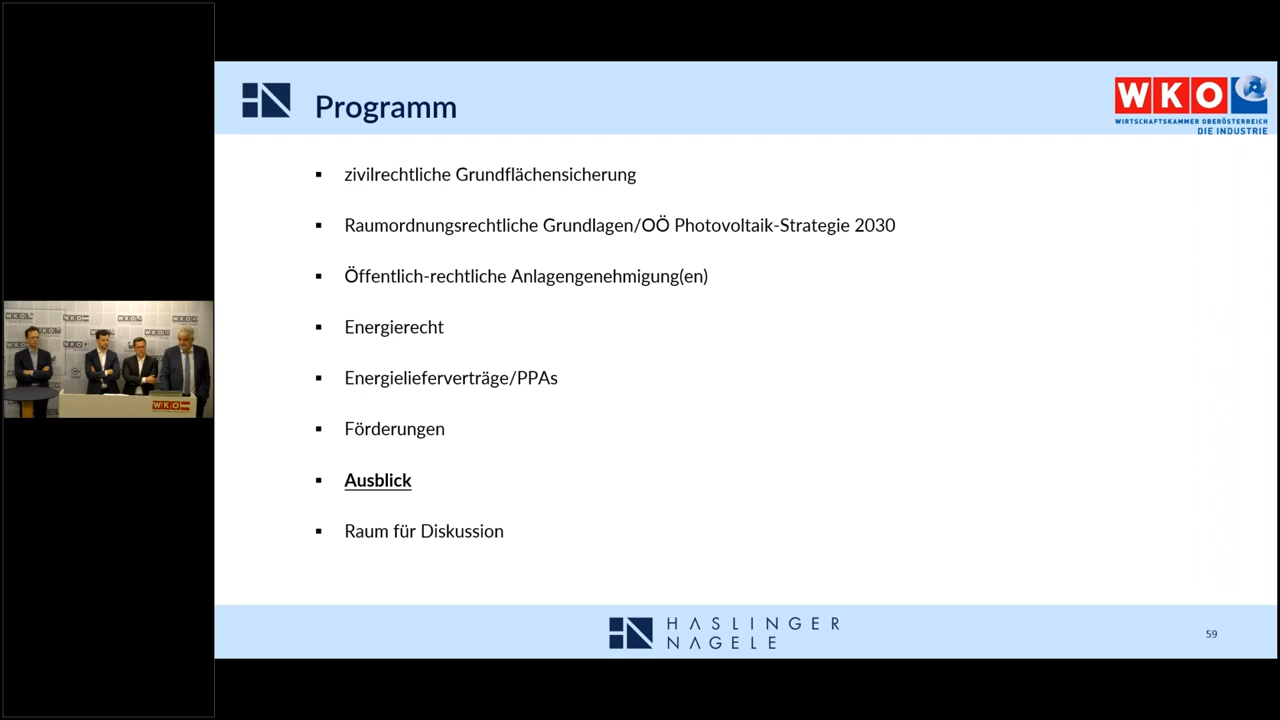 Programm
WKO
WIRTSCHAFTSKAMMER OBERÖSTERREICH
DIE INDUSTRIE
▪ zivilrechtliche Grundflächensicherung
▪ Raumordnungsrechtliche Grundlagen/OÖ Photovoltaik-Strategie 2030
▪ Öffentlich-rechtliche Anlagengenehmigung(en)
▪ Energierecht
▪ Energielieferverträge/PPAs
▪ Förderungen
▪ Ausblick
▪ Raum für Diskussion
WKO
HASLINGER
NAGELE
59